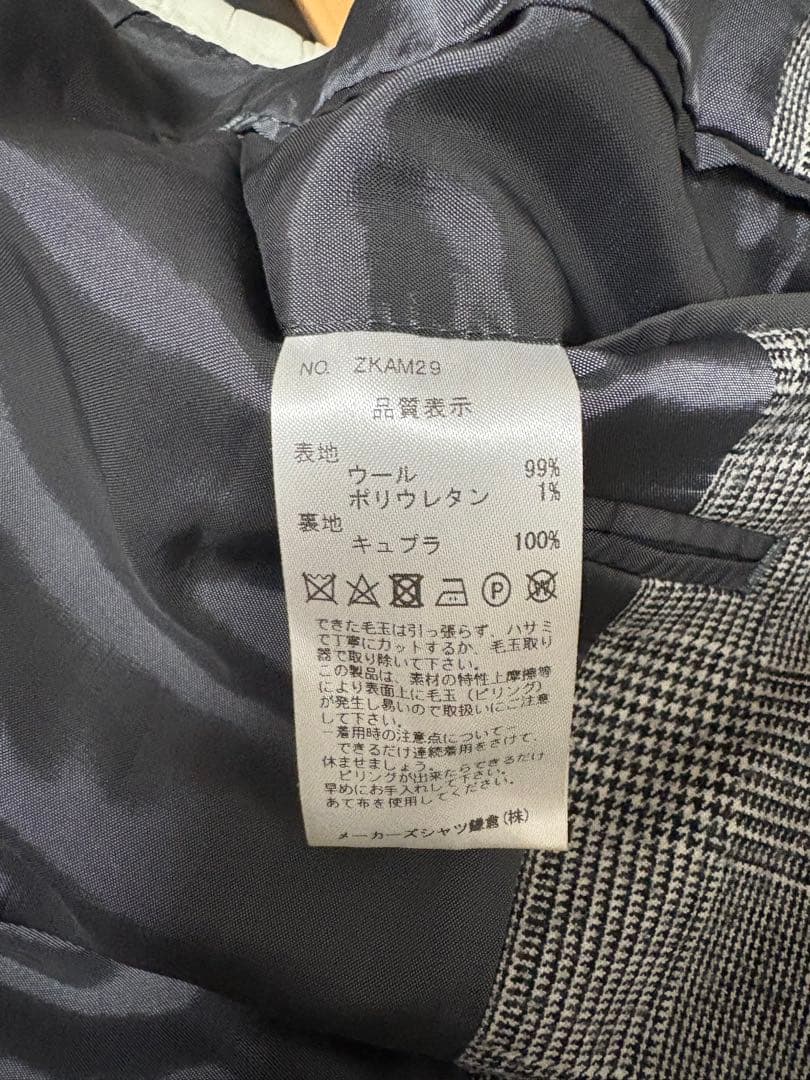 NO. ZKAM29
品質表示
表地
ウール 99%
ポリウレタン 1%
裏地
キュプラ 100%
P
W
できた毛玉は引っ張らず、ハサミ
で丁寧にカットするか、毛玉取り
器で取り除いて下さい。
この製品は、素材の特性上摩擦等
により表面上に毛玉（ピリング）
が発生し易いので取扱いにご注意
して下さい。
－着用時の注意点について－
できるだけ連続着用をさけて、
休ませましょう。
ピリングが出来たらできるだけ
早めにお手入れして下さい。
あて布を使用してください。
メーカーズシャツ鎌倉(株)